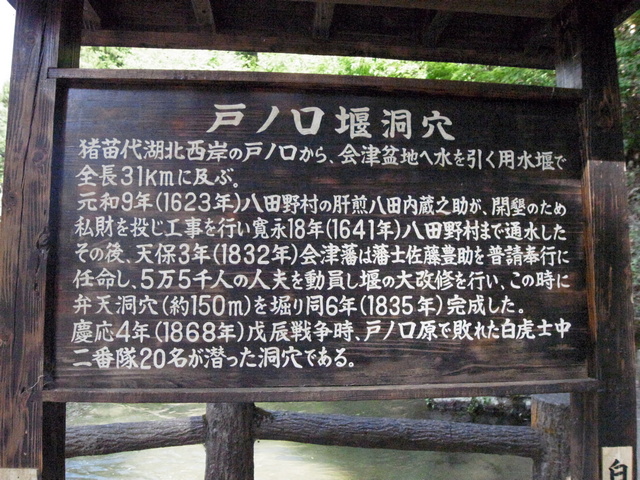 戸ノ口堰洞穴
猪苗代湖北西岸の戸ノ口から、会津盆地へ水を引く用水堰で
全長31kmに及ぶ。
元和9年(1623年)八田野村の肝煎八田内蔵之助が、開墾のため
私財を投じ工事を行い寛永18年(1641年)八田野村まで通水した
その後、天保3年(1832年)会津藩は藩士佐藤豊助を普請奉行に
任命し、5万5千人の人夫を動員し堰の大改修を行い、この時に
弁天洞穴(約150m)を堀り同6年(1835年)完成した。
慶応4年(1868年)戊辰戦争時、戸ノ口原で敗れた白虎士中
二番隊20名が潜った洞穴である。
白